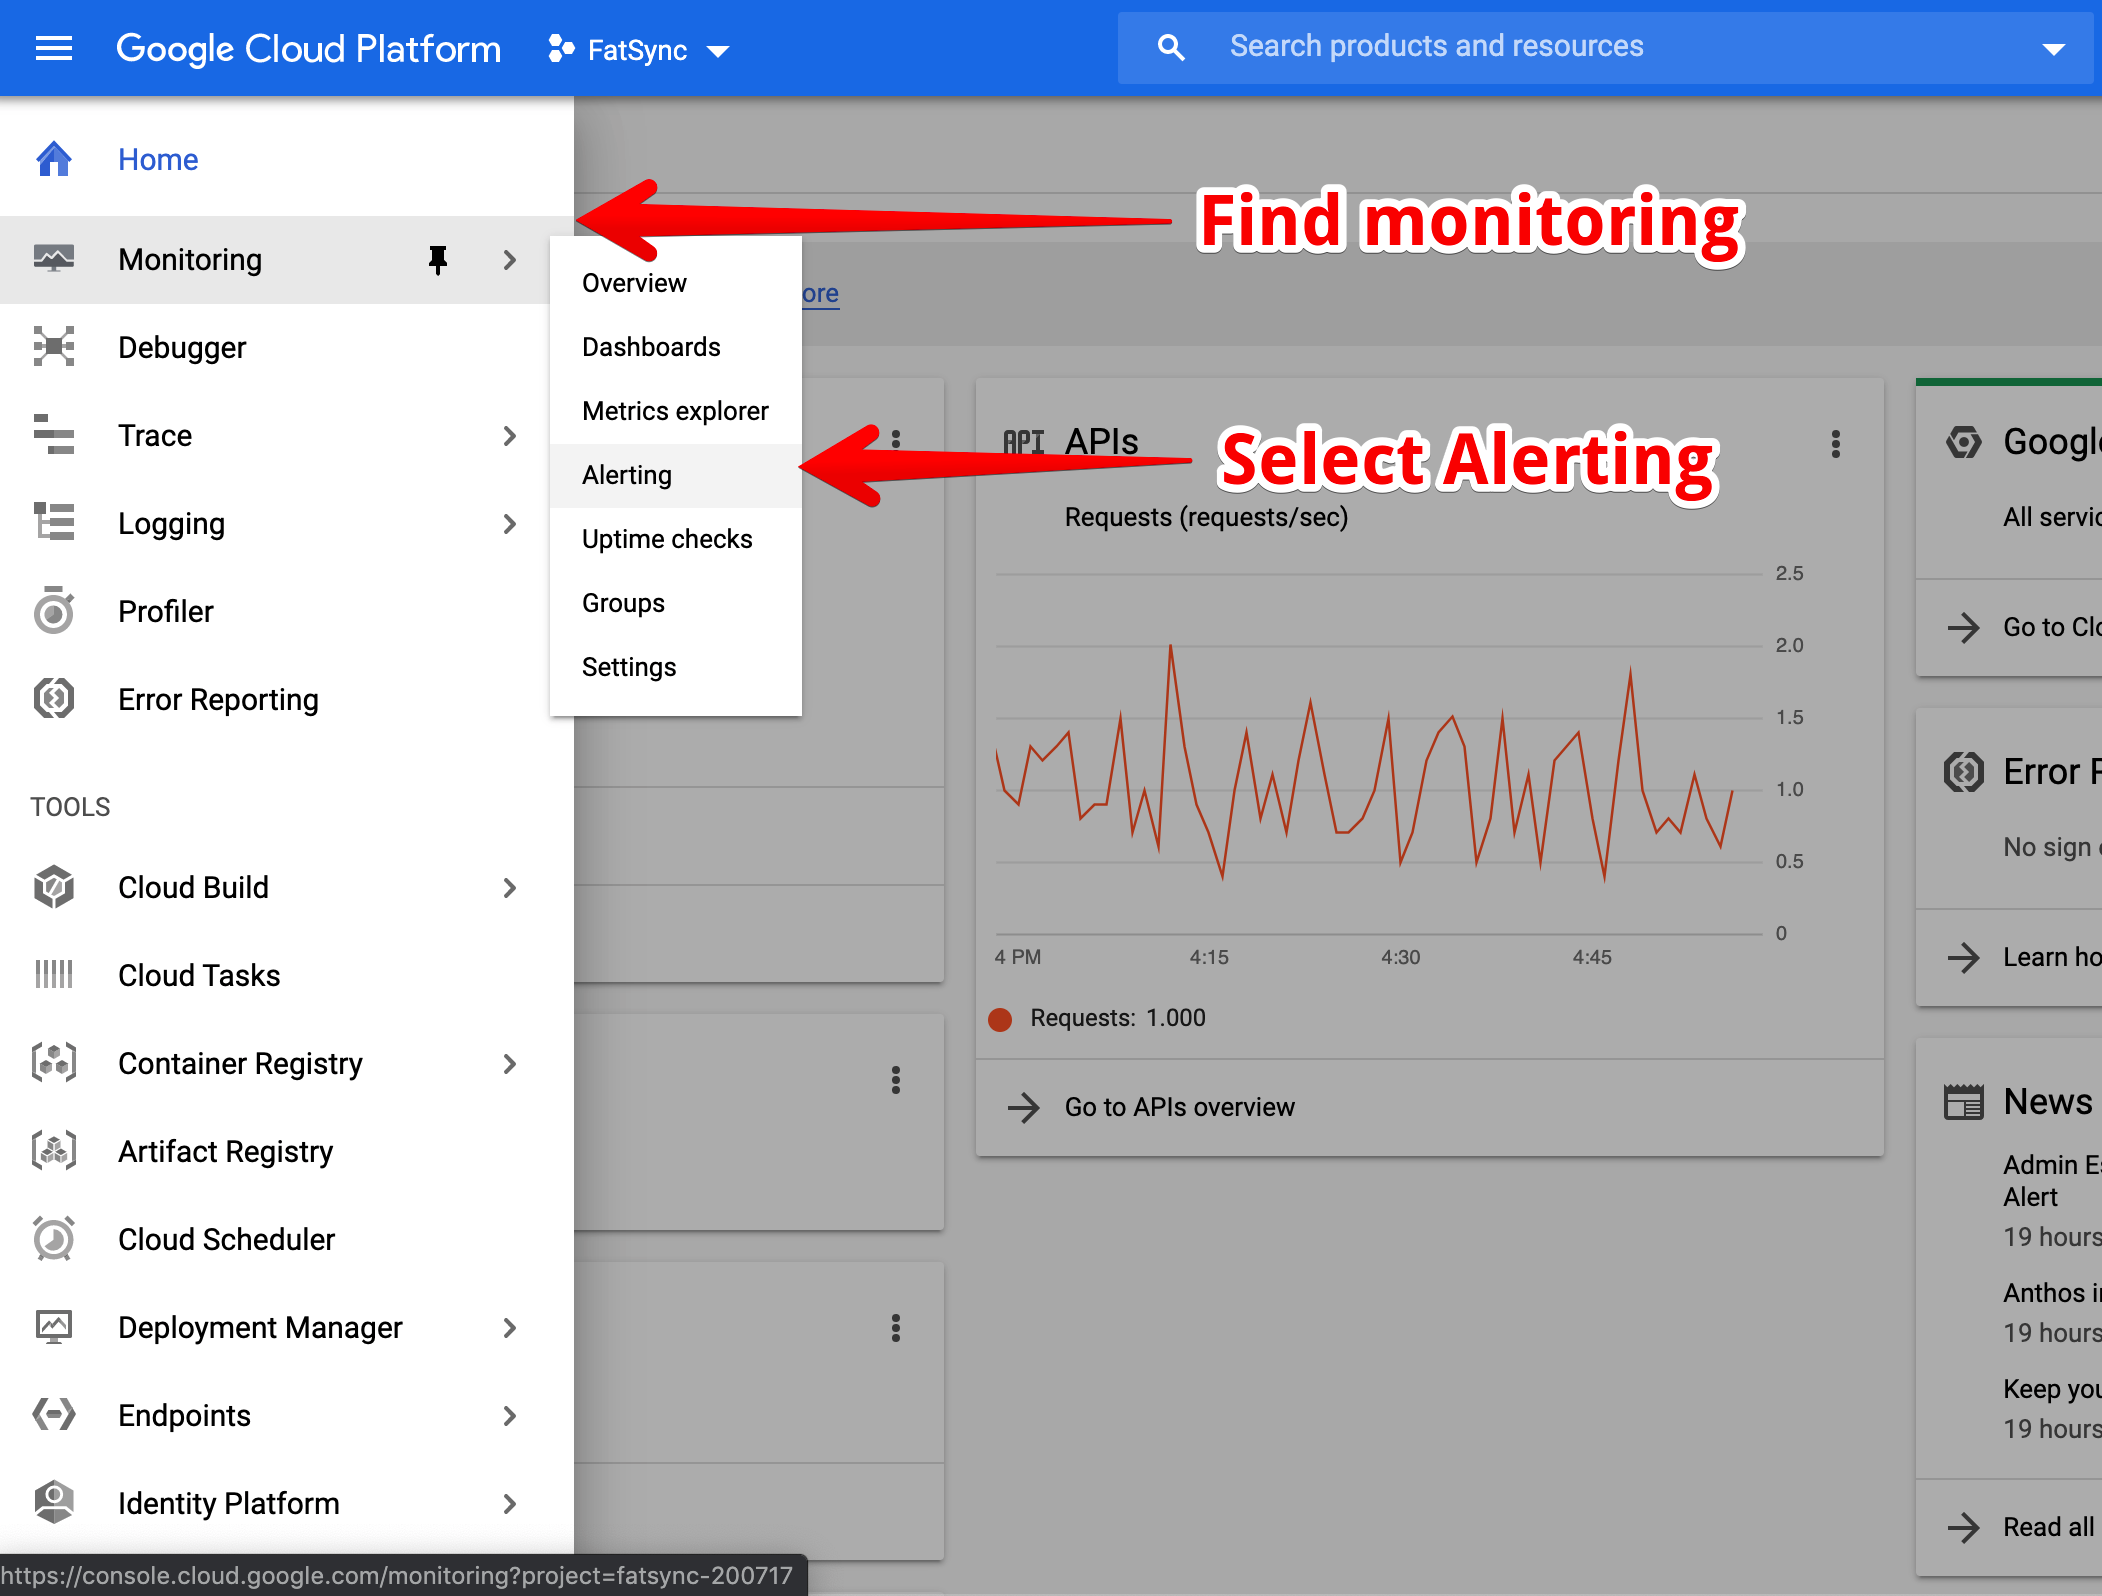 Google Cloud Platform
FatSync
Search products and resources
Home
Monitoring
Debugger
Trace
Logging
Profiler
Error Reporting
TOOLS
Cloud Build
Cloud Tasks
Container Registry
Artifact Registry
Cloud Scheduler
Deployment Manager
Endpoints
Identity Platform
https://console.cloud.google.com/monitoring?project=fatsync-200717
Overview
Dashboards
Metrics explorer
Alerting
Uptime checks
Groups
Settings
Find monitoring
ore
Select Alerting
API APIs
Requests (requests/sec)
2.5
2.0
1.5
1.0
0.5
0
4 PM 4:15 4:30 4:45
Requests: 1.000
Go to APIs overview
Google
All servic
Go to Clo
Error R
No sign
Learn ho
News
Admin Es
Alert
19 hours
Anthos i
19 hours
Keep you
19 hours
Read all